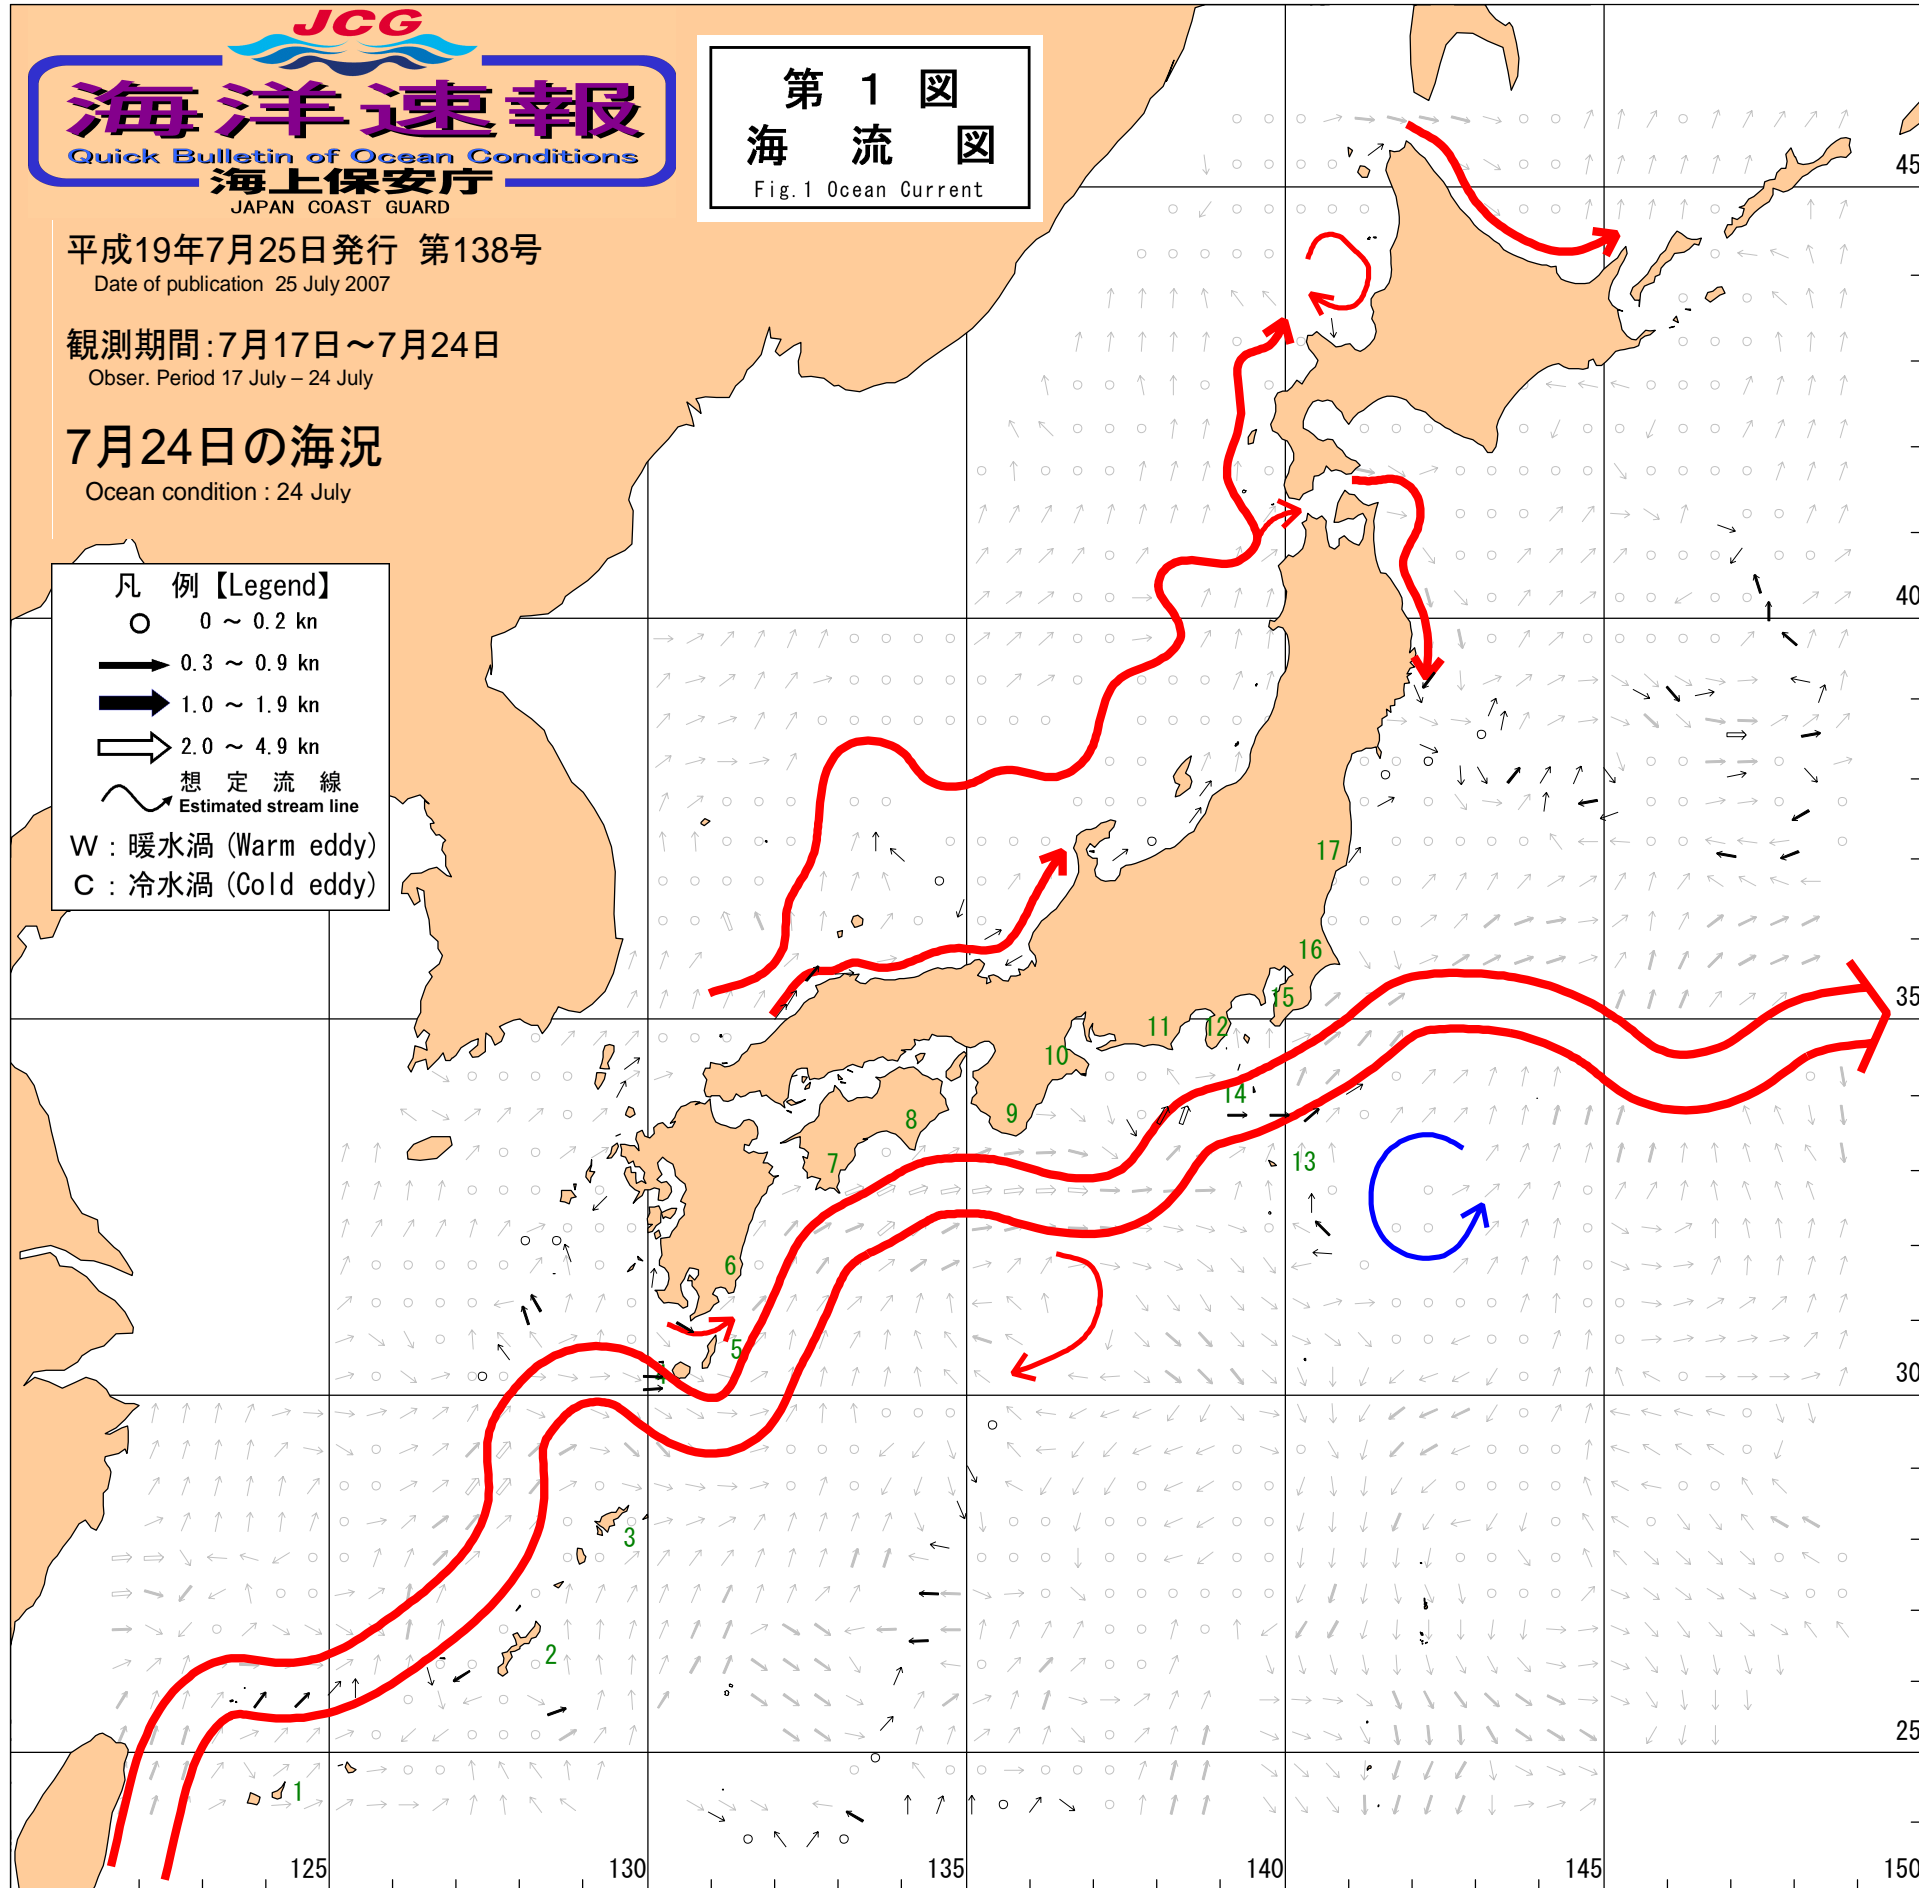 JCG
海洋速報
Quick Bulletin of Ocean Conditions
海上保安庁
JAPAN COAST GUARD
第 1 図
海 流 図
Fig.1 Ocean Current
平成19年7月25日発行 第138号
Date of publication 25 July 2007
観測期間:7月17日～7月24日
Obser. Period 17 July – 24 July
7月24日の海況
Ocean condition : 24 July
凡 例【Legend】
0 ～ 0.2 kn
0.3 ～ 0.9 kn
1.0 ～ 1.9 kn
2.0 ～ 4.9 kn
想 定 流 線
Estimated stream line
W : 暖水渦 (Warm eddy)
C : 冷水渦 (Cold eddy)
45
40
17
16
35
15
12
11
10
14
9
8
13
7
6
5
4
30
3
2
25
1
125
130
135
140
145
150